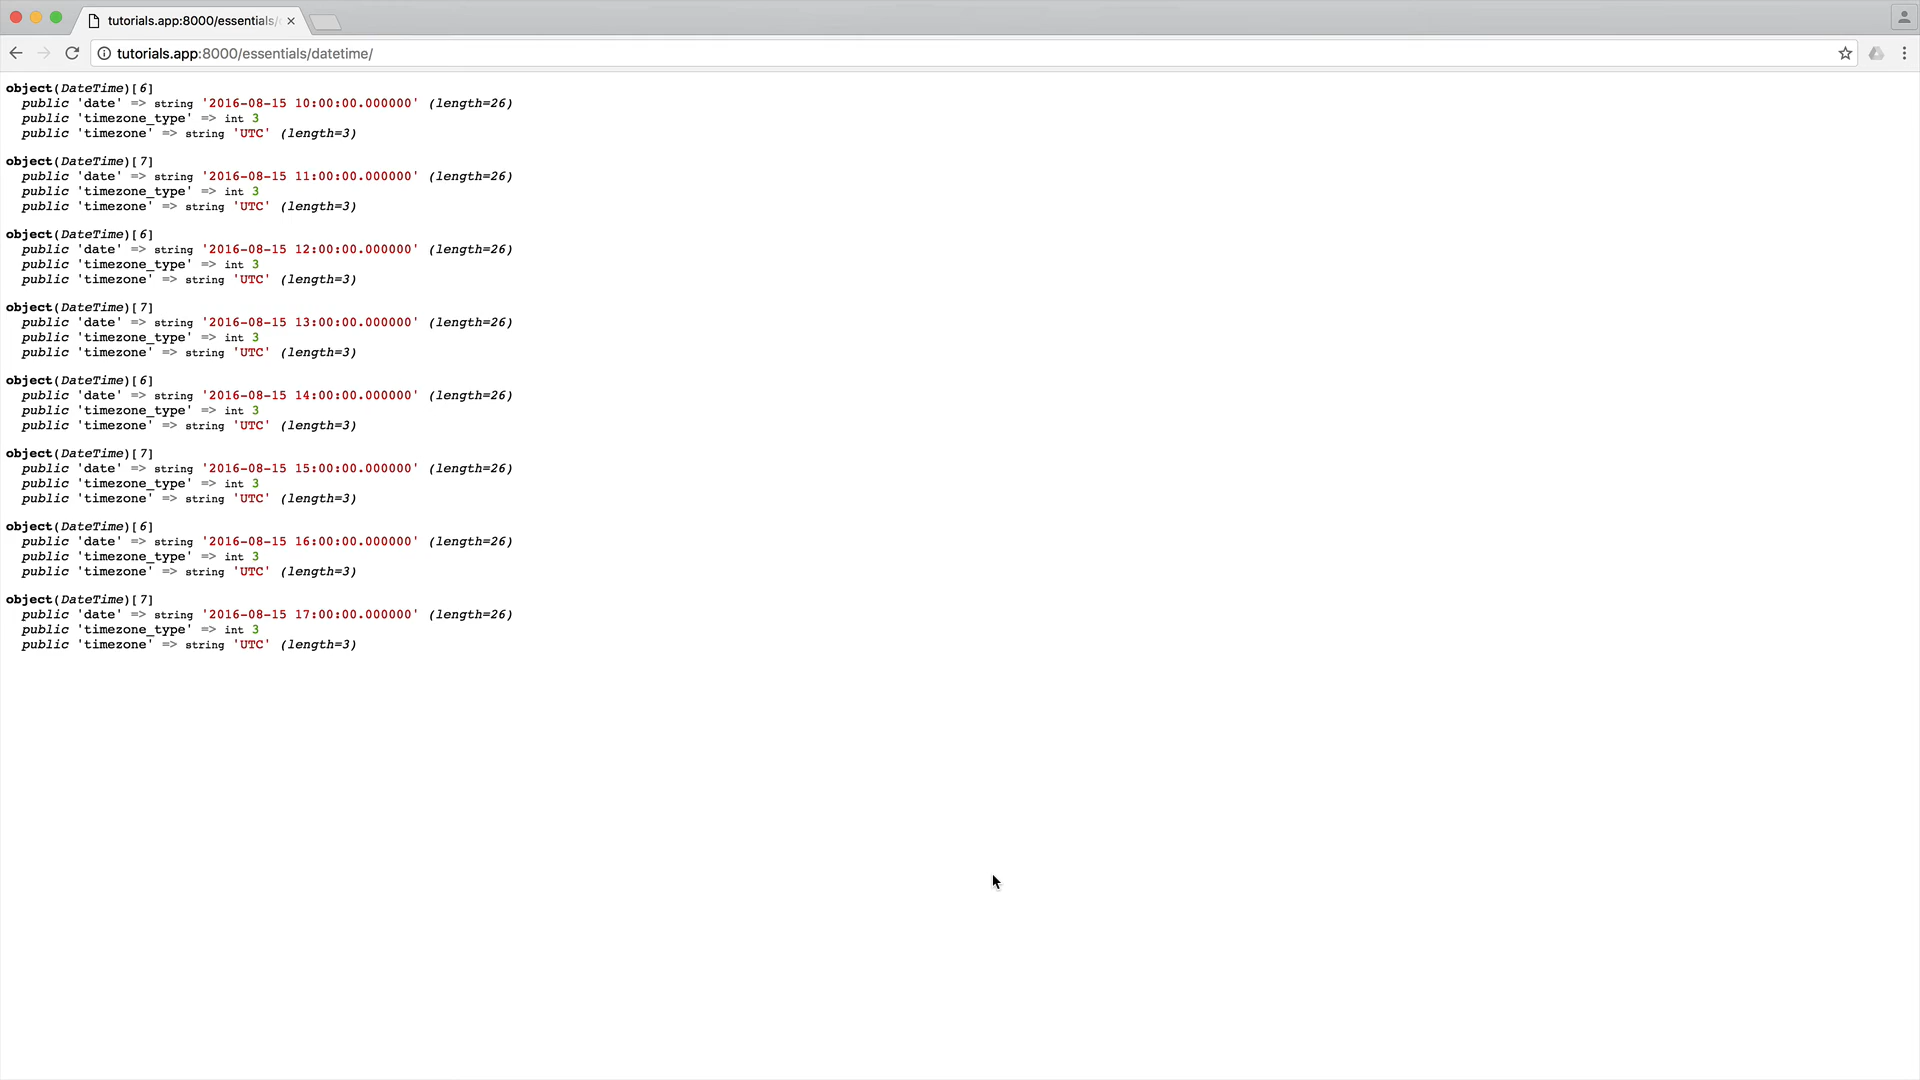 tutorials.app:8000/essentials/
tutorials.app:8000/essentials/datetime/
object(DateTime)[6]
public 'date' => string '2016-08-15 10:00:00.000000' (length=26)
public 'timezone_type' => int 3
public 'timezone' => string 'UTC' (length=3)
object(DateTime)[7]
public 'date' => string '2016-08-15 11:00:00.000000' (length=26)
public 'timezone_type' => int 3
public 'timezone' => string 'UTC' (length=3)
object(DateTime)[6]
public 'date' => string '2016-08-15 12:00:00.000000' (length=26)
public 'timezone_type' => int 3
public 'timezone' => string 'UTC' (length=3)
object(DateTime)[7]
public 'date' => string '2016-08-15 13:00:00.000000' (length=26)
public 'timezone_type' => int 3
public 'timezone' => string 'UTC' (length=3)
object(DateTime)[6]
public 'date' => string '2016-08-15 14:00:00.000000' (length=26)
public 'timezone_type' => int 3
public 'timezone' => string 'UTC' (length=3)
object(DateTime)[7]
public 'date' => string '2016-08-15 15:00:00.000000' (length=26)
public 'timezone_type' => int 3
public 'timezone' => string 'UTC' (length=3)
object(DateTime)[6]
public 'date' => string '2016-08-15 16:00:00.000000' (length=26)
public 'timezone_type' => int 3
public 'timezone' => string 'UTC' (length=3)
object(DateTime)[7]
public 'date' => string '2016-08-15 17:00:00.000000' (length=26)
public 'timezone_type' => int 3
public 'timezone' => string 'UTC' (length=3)